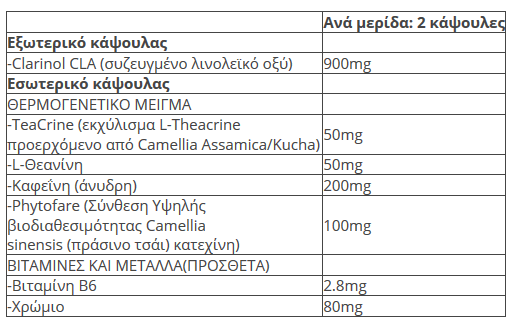 Ανά μερίδα: 2 κάψουλες
Εξωτερικό κάψουλας
-Clarinol CLA (συζευγμένο λινολεϊκό οξύ) 900mg
Εσωτερικό κάψουλας
ΘΕΡΜΟΓΕΝΕΤΙΚΟ ΜΕΙΓΜΑ
-TeaCrine (εκχύλισμα L-Theacrine
προερχόμενο από Camellia Assamica/Kucha) 50mg
-L-Θεανίνη 50mg
-Καφεΐνη (άνυδρη) 200mg
-Phytofare (Σύνθεση Υψηλής
βιοδιαθεσιμότητας Camellia 100mg
sinensis (πράσινο τσάι) κατεχίνη)
ΒΙΤΑΜΙΝΕΣ ΚΑΙ ΜΕΤΑΛΛΑ(ΠΡΟΣΘΕΤΑ)
-Βιταμίνη Β6 2.8mg
-Χρώμιο 80mg